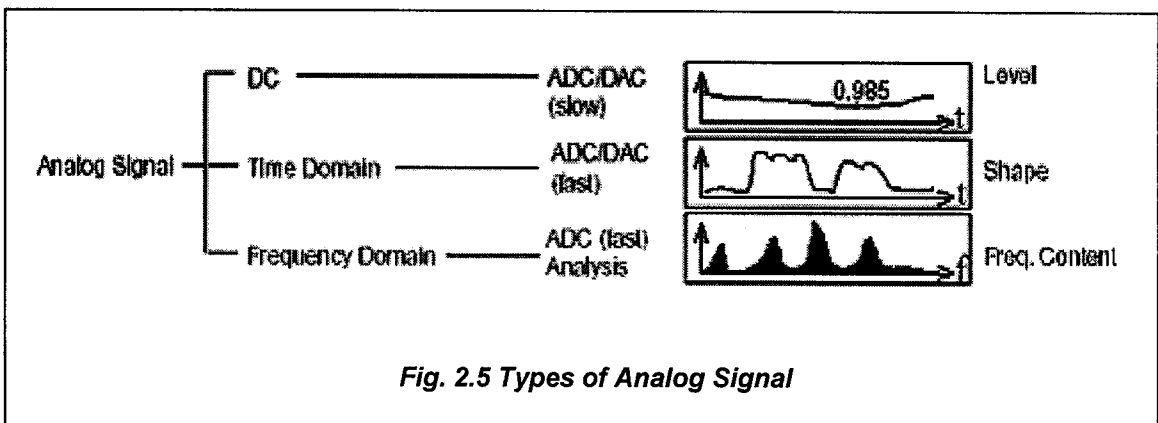 DC ADC/DAC (slow) 0.985 t Level
Analog Signal Time Domain ADC/DAC (fast) t Shape
Frequency Domain ADC (fast) Analysis f Freq. Content
Fig. 2.5 Types of Analog Signal